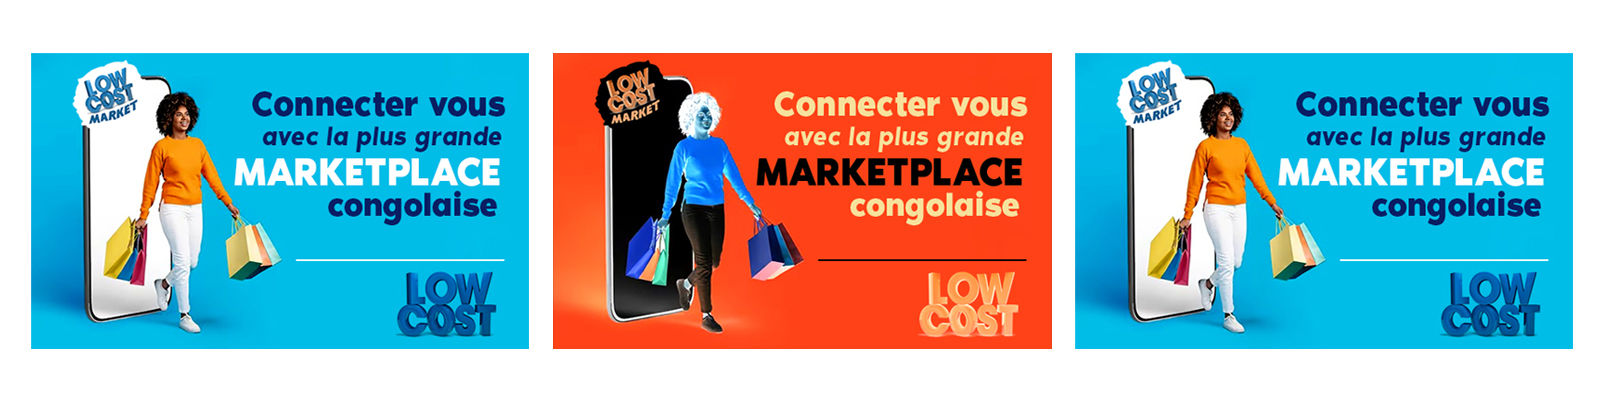 LOW
COST
MARKET
Connecter vous
avec la plus grande
MARKETPLACE
congolaise
LOW
COST
LOW
COST
MARKET
Connecter vous
avec la plus grande
MARKETPLACE
congolaise
LOW
COST
LOW
COST
MARKET
Connecter vous
avec la plus grande
MARKETPLACE
congolaise
LOW
COST